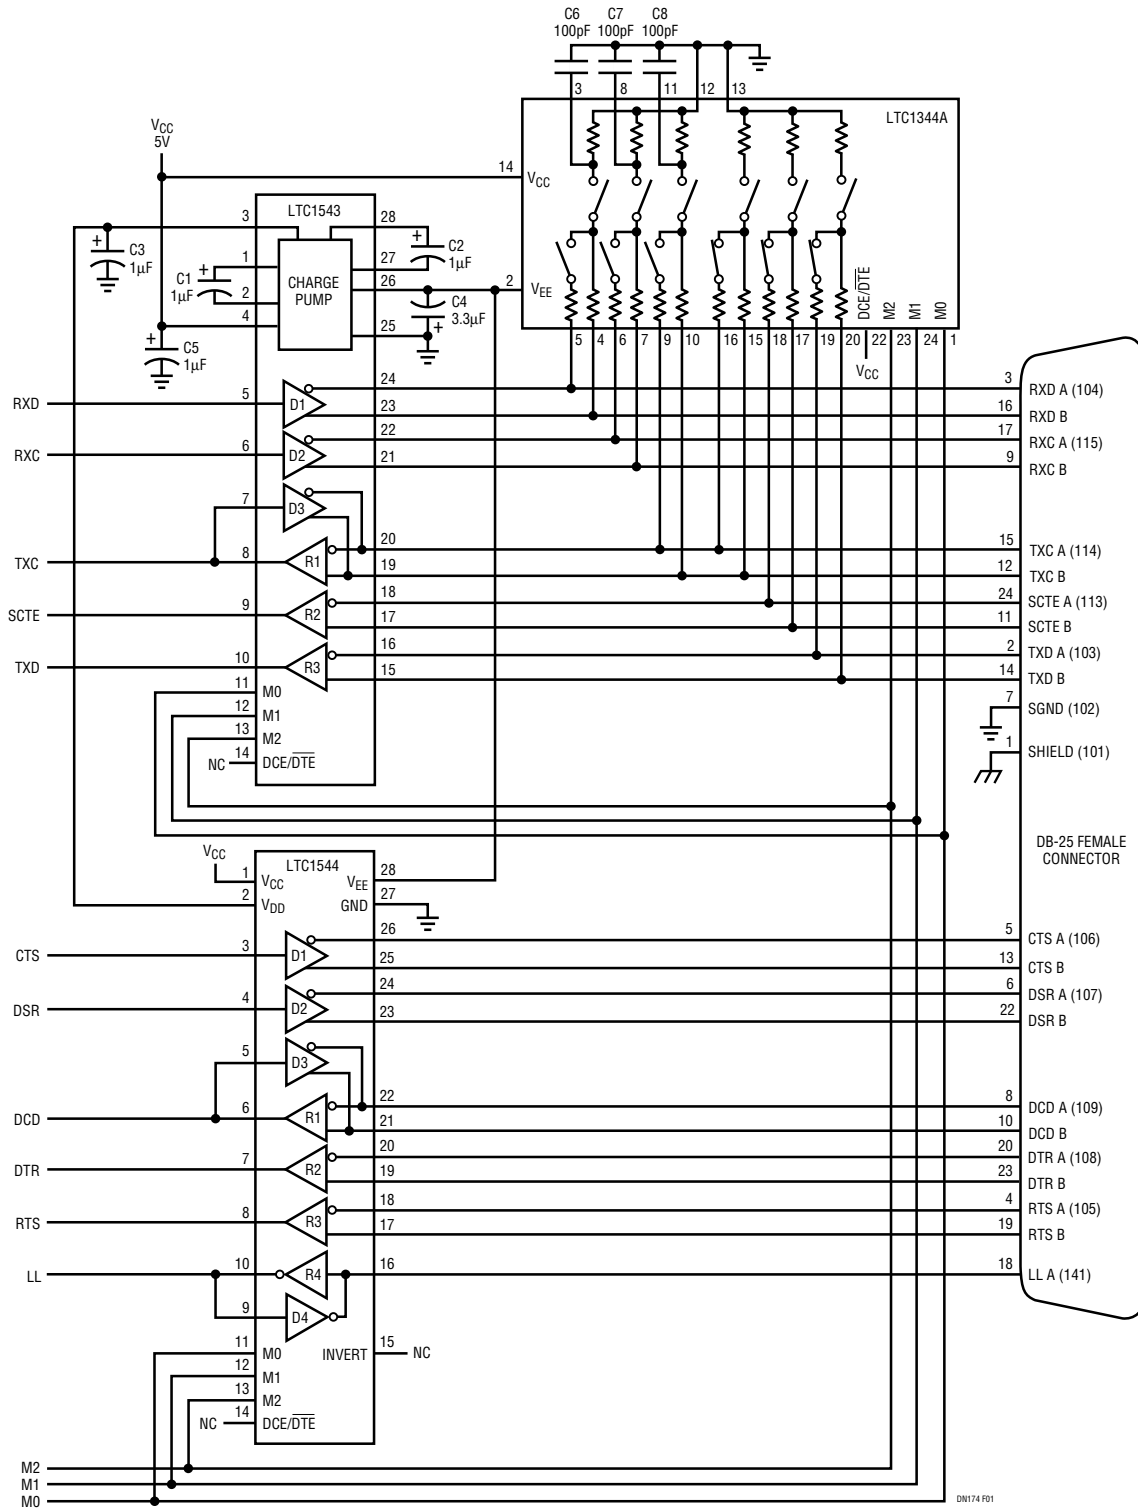 C6 C7 C8
100pF 100pF 100pF
3 8 11 12 13
LTC1344A
VCC
5V
14 VCC
LTC1543
3 28
C3
1µF
C2
1µF
1 27
C1
1µF
CHARGE
PUMP
2 26
2 VEE
C4
3.3µF
4 25
C5
1µF
DCE/DTE M2 M1 M0
5 4 6 7 9 10 16 15 18 17 19 20 22 23 24 1
VCC
RXD 5 D1 24 3 RXD A (104)
23 16 RXD B
RXC 6 D2 22 17 RXC A (115)
21 9 RXC B
7 D3
TXC 8 R1 20 15 TXC A (114)
19 12 TXC B
SCTE 9 R2 18 24 SCTE A (113)
17 11 SCTE B
TXD 10 R3 16 2 TXD A (103)
15 14 TXD B
11 M0
12 M1
13 M2
NC 14 DCE/DTE
7 SGND (102)
1 SHIELD (101)
DB-25 FEMALE
CONNECTOR
VCC
LTC1544
1 VCC VEE 28
2 VDD GND 27
CTS 3 D1 26 5 CTS A (106)
25 13 CTS B
DSR 4 D2 24 6 DSR A (107)
23 22 DSR B
5 D3
DCD 6 R1 22 8 DCD A (109)
21 10 DCD B
DTR 7 R2 20 20 DTR A (108)
19 23 DTR B
RTS 8 R3 18 4 RTS A (105)
17 19 RTS B
LL 10 R4 16 18 LL A (141)
9 D4
11 M0 INVERT 15 NC
12 M1
13 M2
NC 14 DCE/DTE
M2
M1
M0
DN174 F01